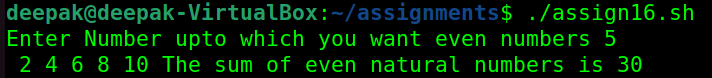 deepak@deepak-VirtualBox:~/assignments$ ./assign16.sh
Enter Number upto which you want even numbers 5
 2 4 6 8 10 The sum of even natural numbers is 30